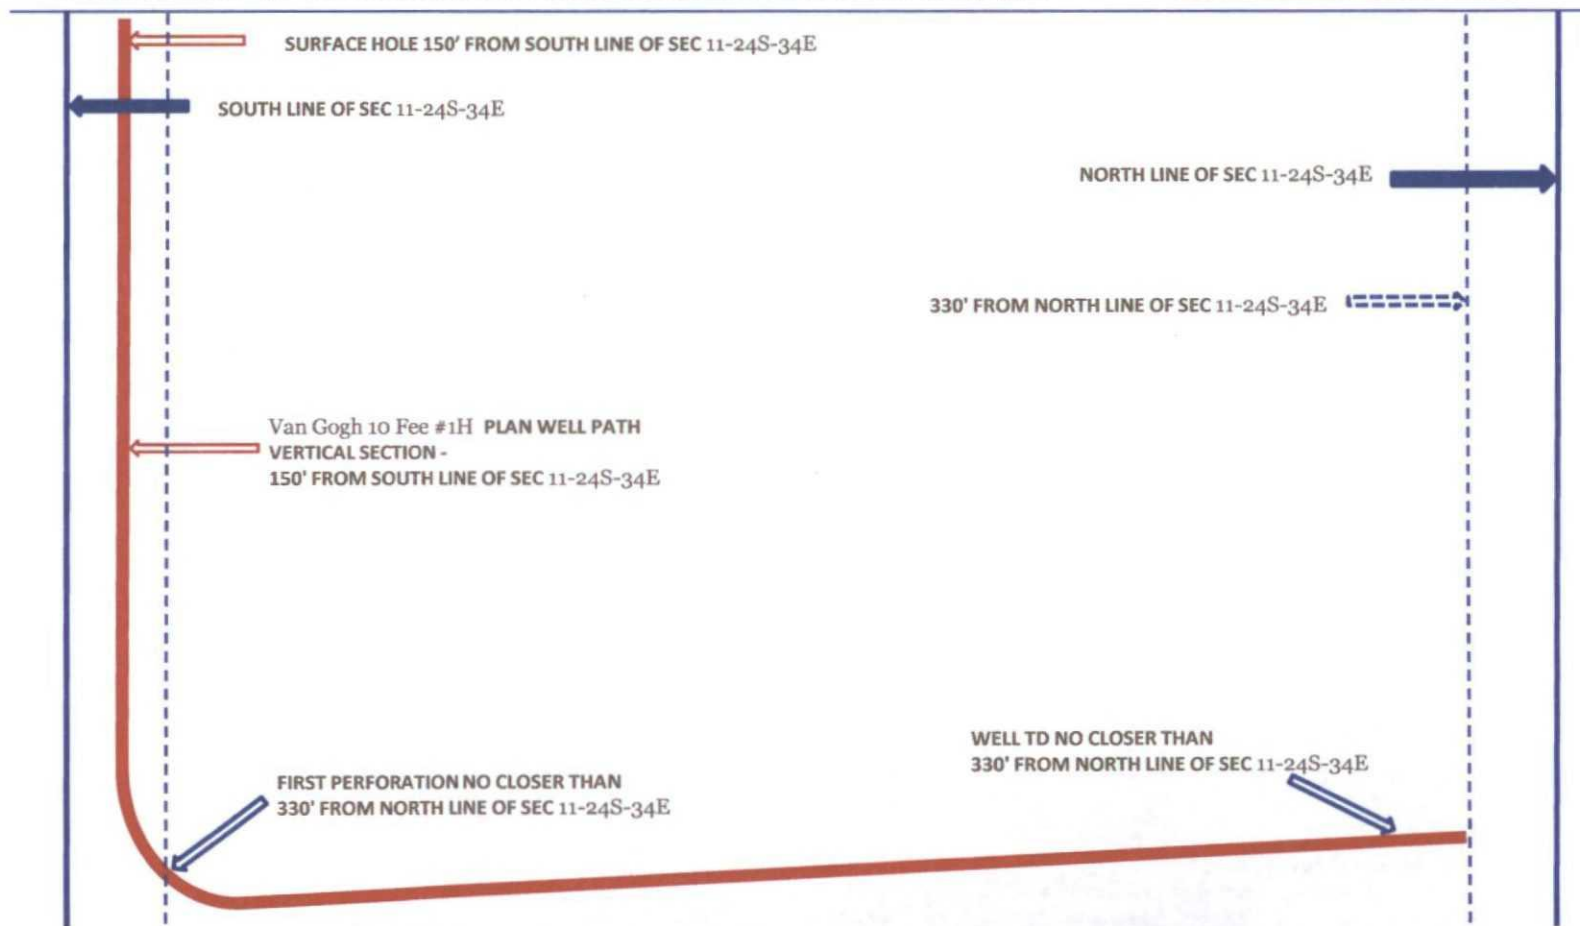 SURFACE HOLE 150' FROM SOUTH LINE OF SEC 11-24S-34E
SOUTH LINE OF SEC 11-24S-34E
NORTH LINE OF SEC 11-24S-34E
330' FROM NORTH LINE OF SEC 11-24S-34E
Van Gogh 10 Fee #1H PLAN WELL PATH
VERTICAL SECTION -
150' FROM SOUTH LINE OF SEC 11-24S-34E
WELL TD NO CLOSER THAN
330' FROM NORTH LINE OF SEC 11-24S-34E
FIRST PERFORATION NO CLOSER THAN
330' FROM NORTH LINE OF SEC 11-24S-34E